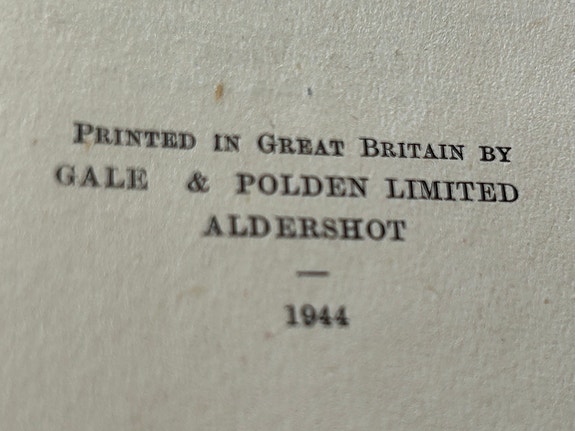 Printed in Great Britain by
GALE & POLDEN LIMITED
ALDERSHOT
—
1944